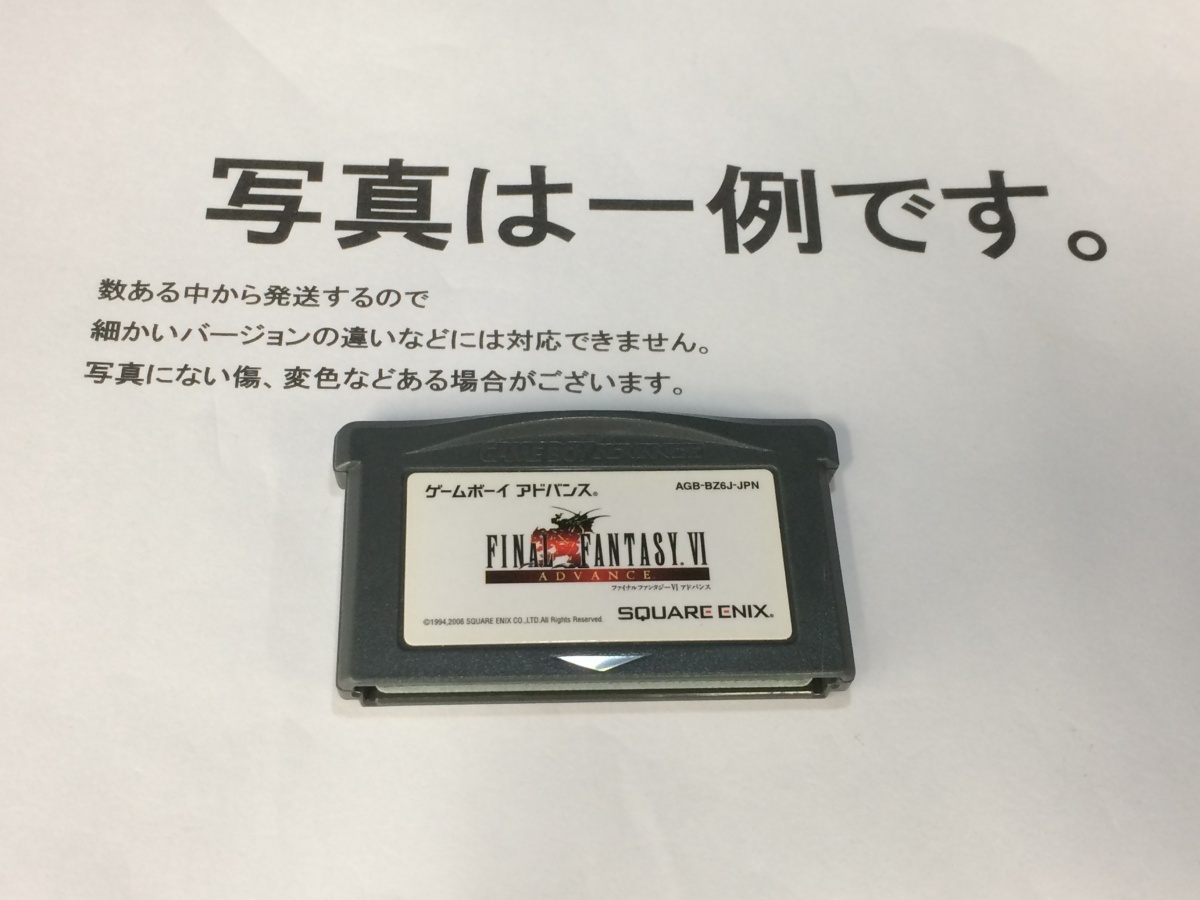 写真は一例です。
数ある中から発送するので
細かいバージョンの違いなどには対応できません。
写真にない傷、変色などある場合がございます。
GAME BOY ADVANCE
ゲームボーイ アドバンス® AGB-BZ6J-JPN
FINAL FANTASY. VI
ADVANCE
ファイナルファンタジーVI アドバンス
©1994,2006 SQUARE ENIX CO.,LTD.All Rights Reserved. SQUARE ENIX®